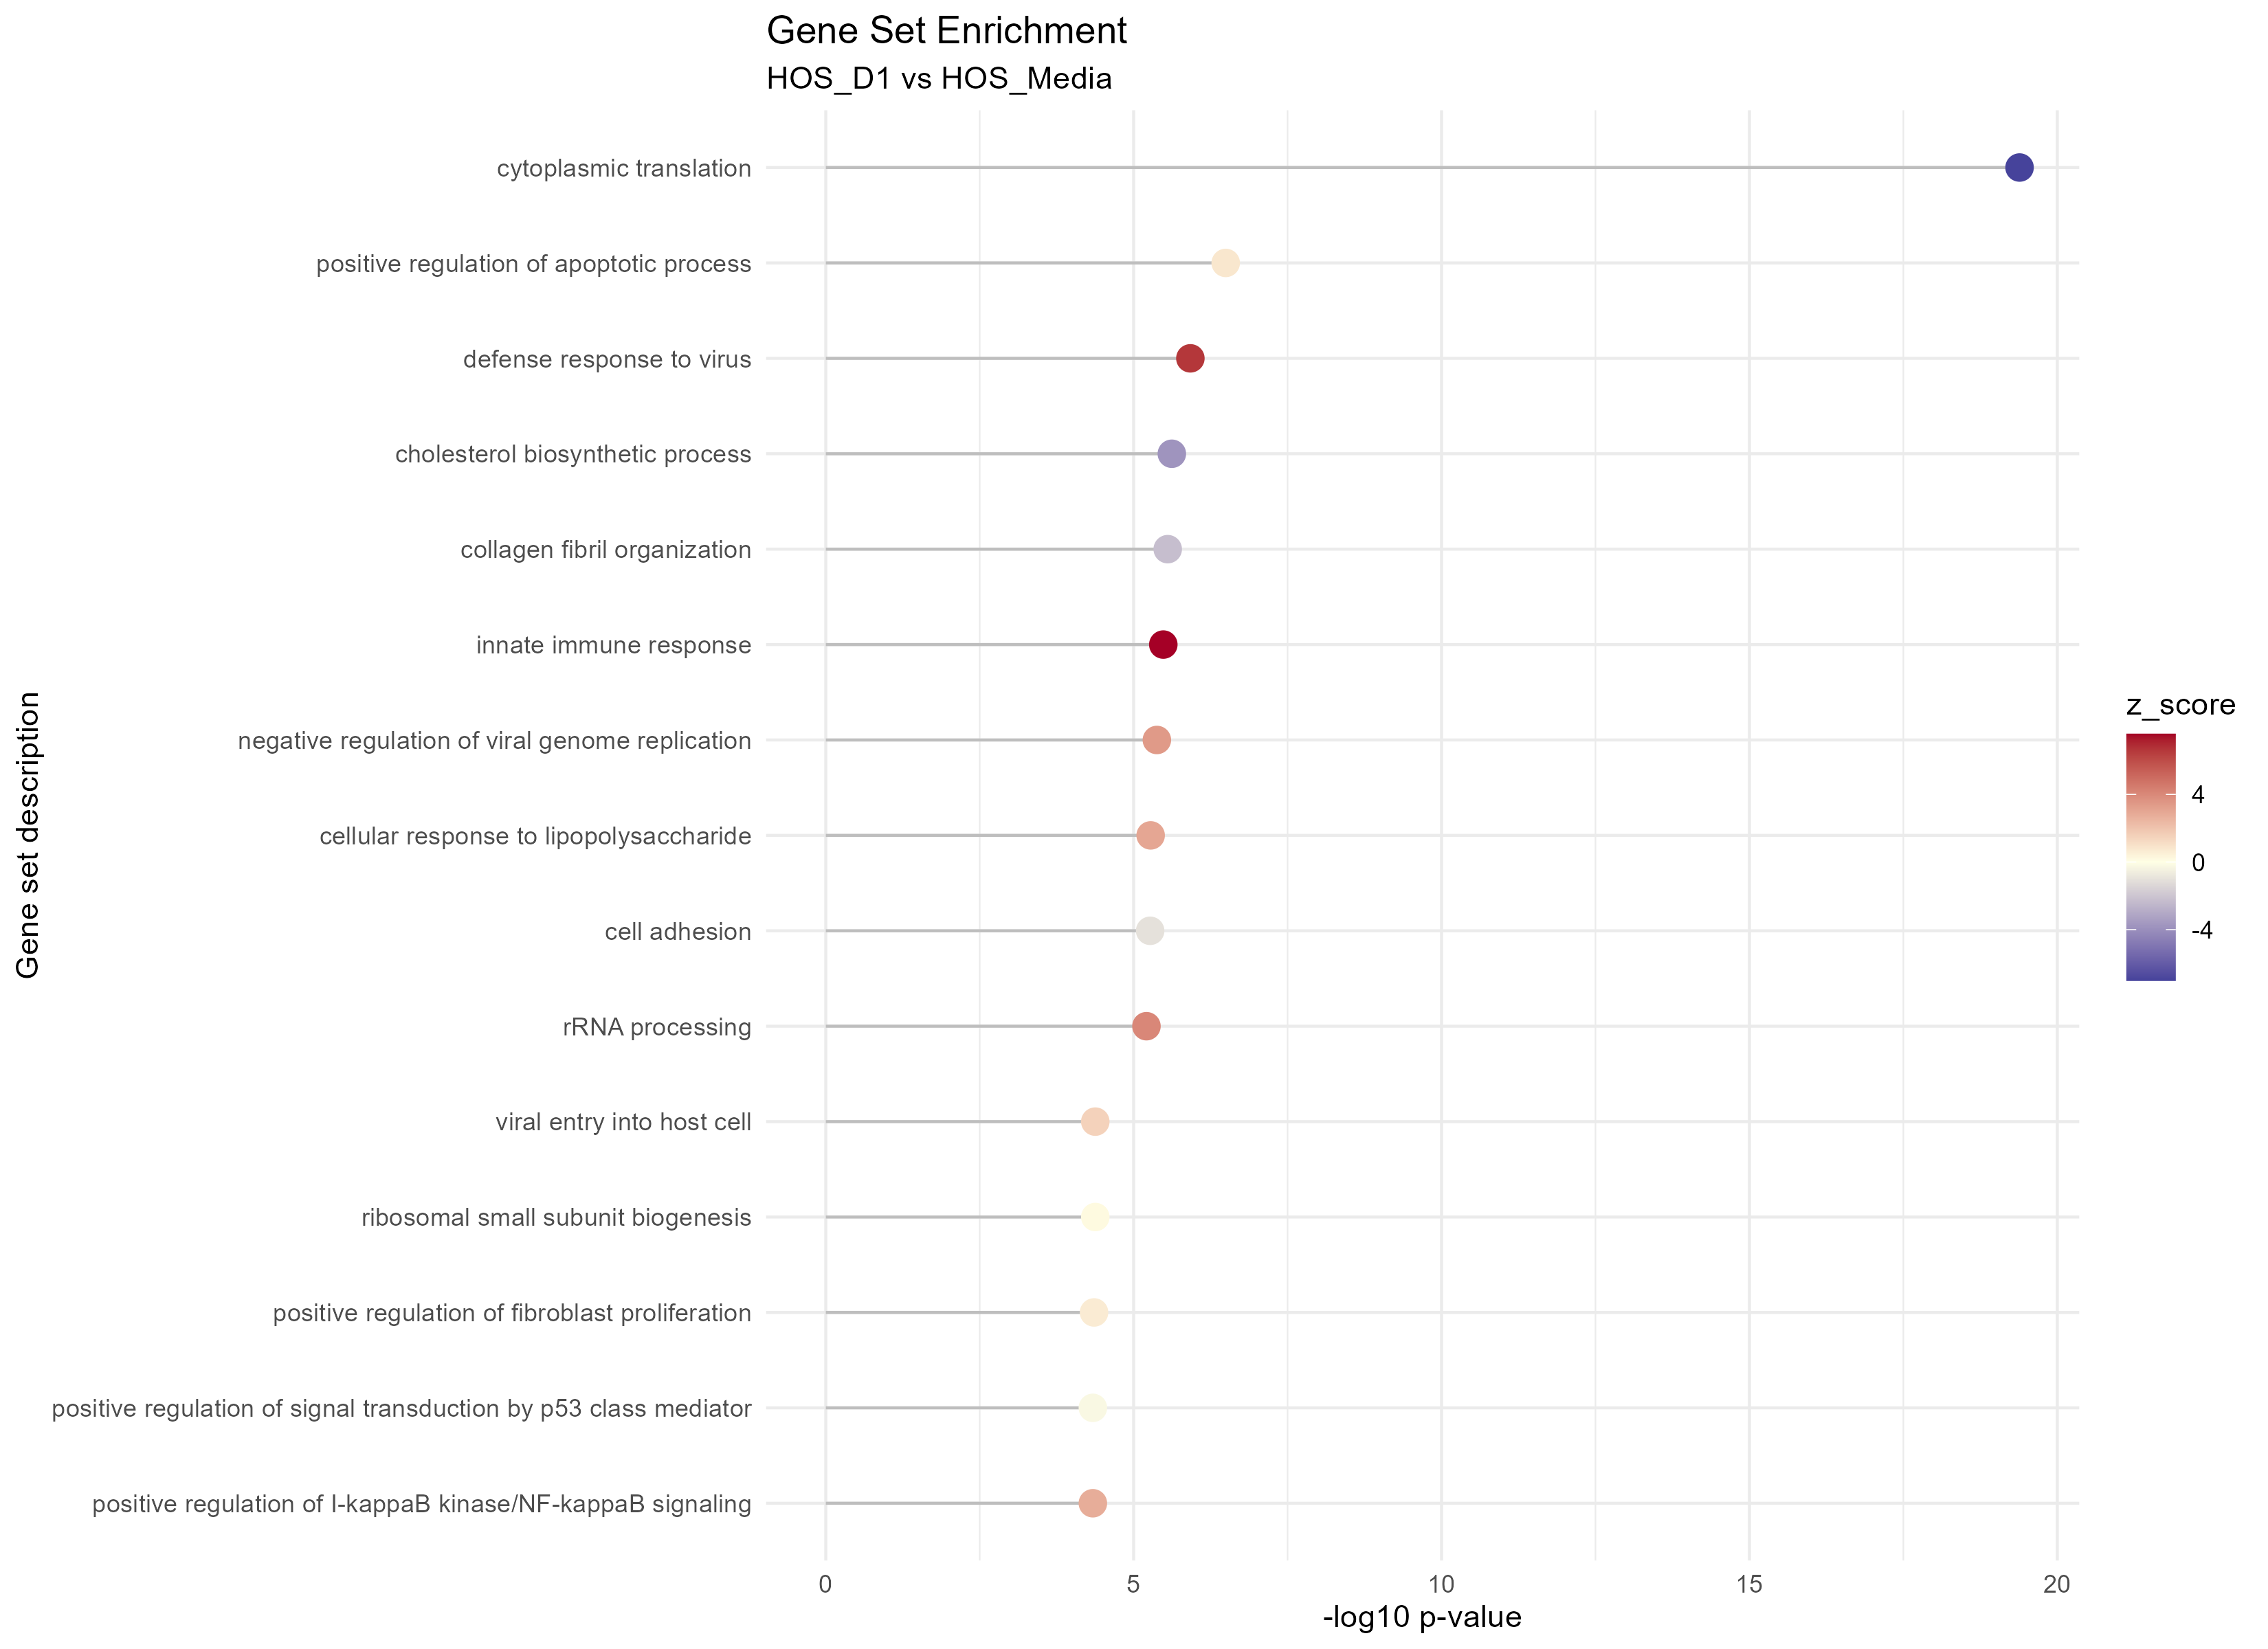 Gene Set Enrichment
HOS_D1 vs HOS_Media
Gene set description
cytoplasmic translation
positive regulation of apoptotic process
defense response to virus
cholesterol biosynthetic process
collagen fibril organization
innate immune response
negative regulation of viral genome replication
cellular response to lipopolysaccharide
cell adhesion
rRNA processing
viral entry into host cell
ribosomal small subunit biogenesis
positive regulation of fibroblast proliferation
positive regulation of signal transduction by p53 class mediator
positive regulation of I-kappaB kinase/NF-kappaB signaling
0 5 10 15 20
-log10 p-value
z_score
4
0
-4